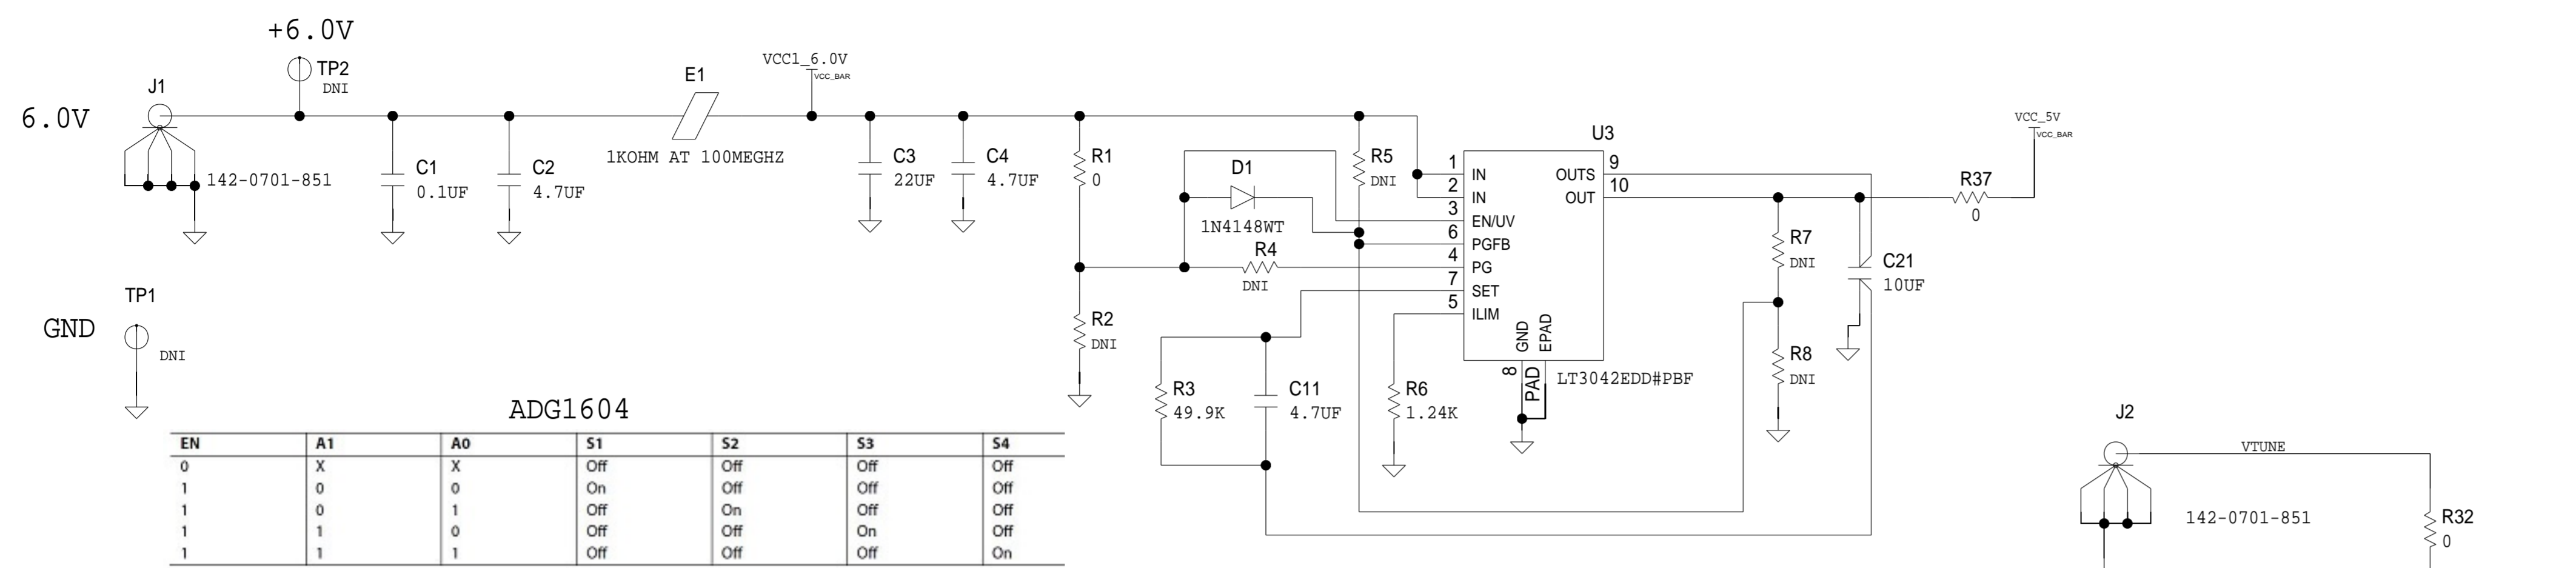 +6.0V
TP2
DNI
J1
6.0V
142-0701-851
C1
0.1UF
C2
4.7UF
E1
1KOHM AT 100MEGHZ
VCC1_6.0V
VCC_BAR
C3
22UF
C4
4.7UF
R1
0
R2
DNI
D1
1N4148WT
R4
DNI
R5
DNI
U3
1 IN
2 IN
3 EN/UV
6 PGFB
4 PG
7 SET
5 ILIM
OUTS 9
OUT 10
GND
EPAD
8
PAD
LT3042EDD#PBF
R3
49.9K
C11
4.7UF
R6
1.24K
R7
DNI
R8
DNI
C21
10UF
R37
0
VCC_5V
VCC_BAR
TP1
GND
DNI
ADG1604
EN A1 A0 S1 S2 S3 S4
0 X X Off Off Off Off
1 0 0 On Off Off Off
1 0 1 Off On Off Off
1 1 0 Off Off On Off
1 1 1 Off Off Off On
J2
VTUNE
142-0701-851
R32
0